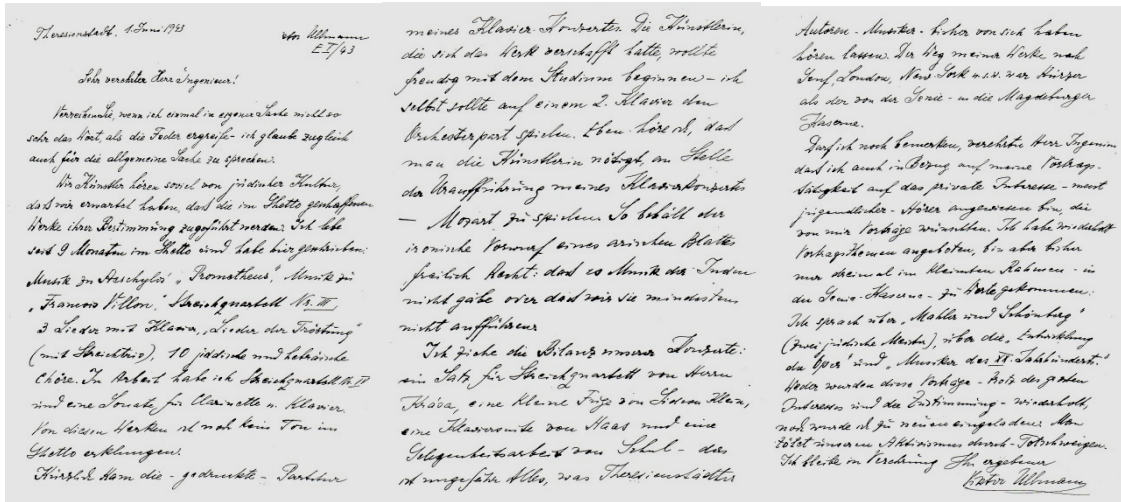 Theresienstadt, 1. Juni 1943
Ullmann
E I/43
Sehr verehrter Herr Ingenieur!
Verzeihen Sie, wenn ich einmal in eigener Sache nicht so
sehr das Wort, als die Feder ergreife - ich glaube zugleich
auch für die allgemeine Sache zu sprechen.
Wir Künstler hören soviel von jüdischer Kultur,
dass wir erwartet haben, dass die im Ghetto geschaffenen
Werke ihrer Bestimmung zugeführt werden. Ich lebe
seit 9 Monaten im Ghetto und habe hier geschrieben:
Musik zu Aeschylos' „Prometheus", Musik zu
„Francois Villon", Streichquartett Nr. III,
3 Lieder mit Klavier, „Lieder der Tröstung"
(mit Streichtrio), 10 jiddische und hebräische
Chöre. In Arbeit habe ich Streichquartett Nr. IV
und eine Sonate für Clarinette u. Klavier.
Von diesen Werken ist noch kein Ton im
Ghetto erklungen.
Kürzlich kam die - gedruckte - Partitur
meines Klavier-Konzertes. Die Künstlerin,
die sich das Werk verschafft hatte, wollte
freudig mit dem Studium beginnen - ich
selbst sollte auf einem 2. Klavier den
Orchesterpart spielen. Eben höre ich, dass
man die Künstlerin nötigt, an Stelle
der Uraufführung meines Klavierkonzertes
- Mozart zu spielen. So behält der
ironische Vorwurf eines arischen Blattes
freilich Recht: dass es Musik der Juden
nicht gäbe oder dass wir sie mindestens
nicht aufführen.
Ich ziehe die Bilanz unserer Konzerte:
ein Satz für Streichquartett von Herrn
Krása, eine kleine Fuge von Gideon Klein,
eine Klaviersuite von Haas und eine
Gelegenheitsarbeit von Schul - das
ist ungefähr Alles, was Theresienstädter
Autoren - Musiker - bisher von sich haben
hören lassen. Der Weg meiner Werke nach
Genf, London, New York u.s.w. war kürzer
als der von der Genie- in die Magdeburger
Kaserne.
Darf ich noch bemerken, verehrter Herr Ingenieur,
dass ich auch in Bezug auf meine Vortrags-
tätigkeit auf das private Interesse - meist
jugendlicher - Hörer angewiesen bin, die
von mir Vorträge wünschten. Ich habe wiederholt
Vortragsthemen angeboten, bin aber bisher
nur dreimal im kleinsten Rahmen - in
der Genie-Kaserne - zu Worte gekommen:
Ich sprach über „Mahler und Schönberg"
(zwei jüdische Meister), über die „Entwicklung
der Oper" und „Musiker des XX. Jahrhunderts."
Weder wurden diese Vorträge - trotz des guten
Interesses und der Zustimmung - wiederholt,
noch wurde ich zu neuen eingeladen. Man
tötet unseren Aktivismus durch - Totschweigen.
Ich bleibe in Verehrung Ihr ergebener
Viktor Ullmann